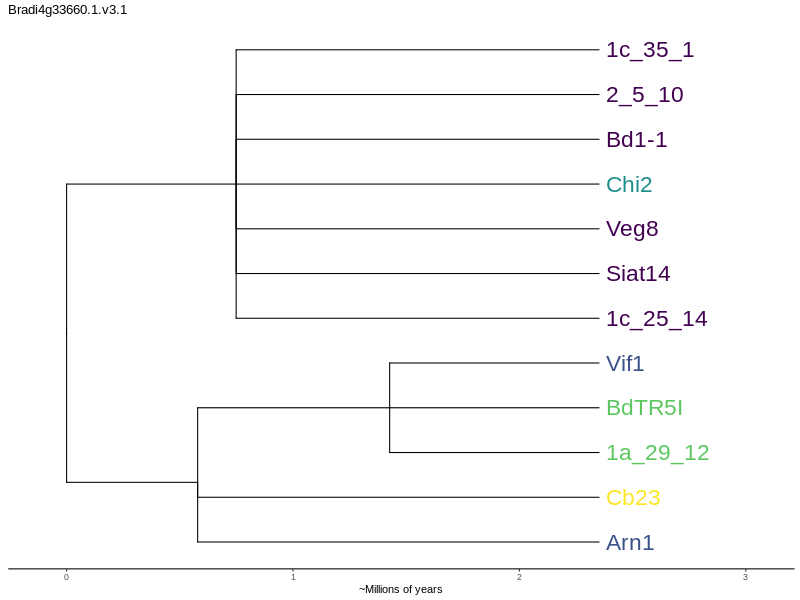 Bradi4g33660.1.v3.1
1c_35_1
2_5_10
Bd1-1
Chi2
Veg8
Siat14
1c_25_14
Vif1
BdTR5I
1a_29_12
Cb23
Arn1
0 1 2 3
~Millions of years